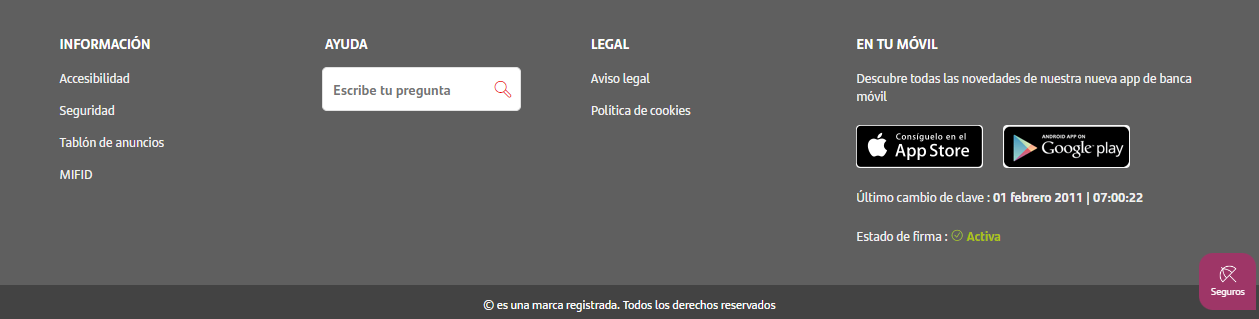 INFORMACIÓN
Accesibilidad
Seguridad
Tablón de anuncios
MIFID
AYUDA
Escribe tu pregunta
LEGAL
Aviso legal
Política de cookies
EN TU MÓVIL
Descubre todas las novedades de nuestra nueva app de banca
móvil
Consíguelo en el
App Store
ANDROID APP ON
Google play
Último cambio de clave : 01 febrero 2011 | 07:00:22
Estado de firma : Activa
Seguros
© es una marca registrada. Todos los derechos reservados